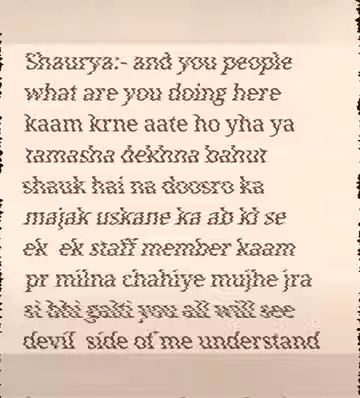 Shaurya:- and you people
what are you doing here
kaam krne aate ho yha ya
tamasha dekhna bahut
shauk hai na doosro ka
majak uskane ka ab ki se
ek ek staff member kaam
pr milna chahiye mujhe jra
si bhi galti you all will see
devil side of me understand